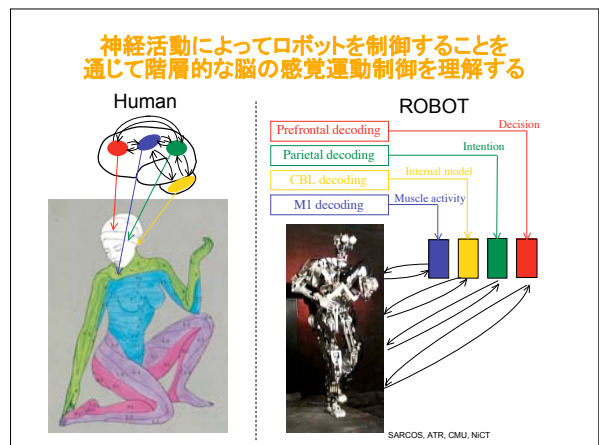 神経活動によってロボットを制御することを
通じて階層的な脳の感覚運動制御を理解する
Human
ROBOT
Prefrontal decoding
Decision
Parietal decoding
Intention
CBL decoding
Internal model
M1 decoding
Muscle activity
SARCOS, ATR, CMU, NiCT